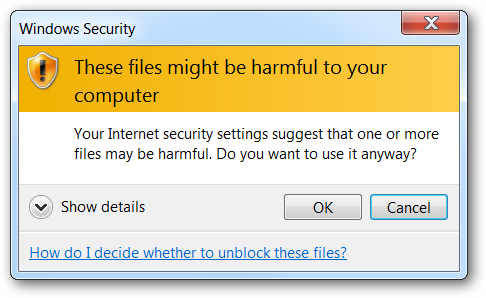 Windows Security
These files might be harmful to your
computer
Your Internet security settings suggest that one or more
files may be harmful. Do you want to use it anyway?
Show details
OK
Cancel
How do I decide whether to unblock these files?